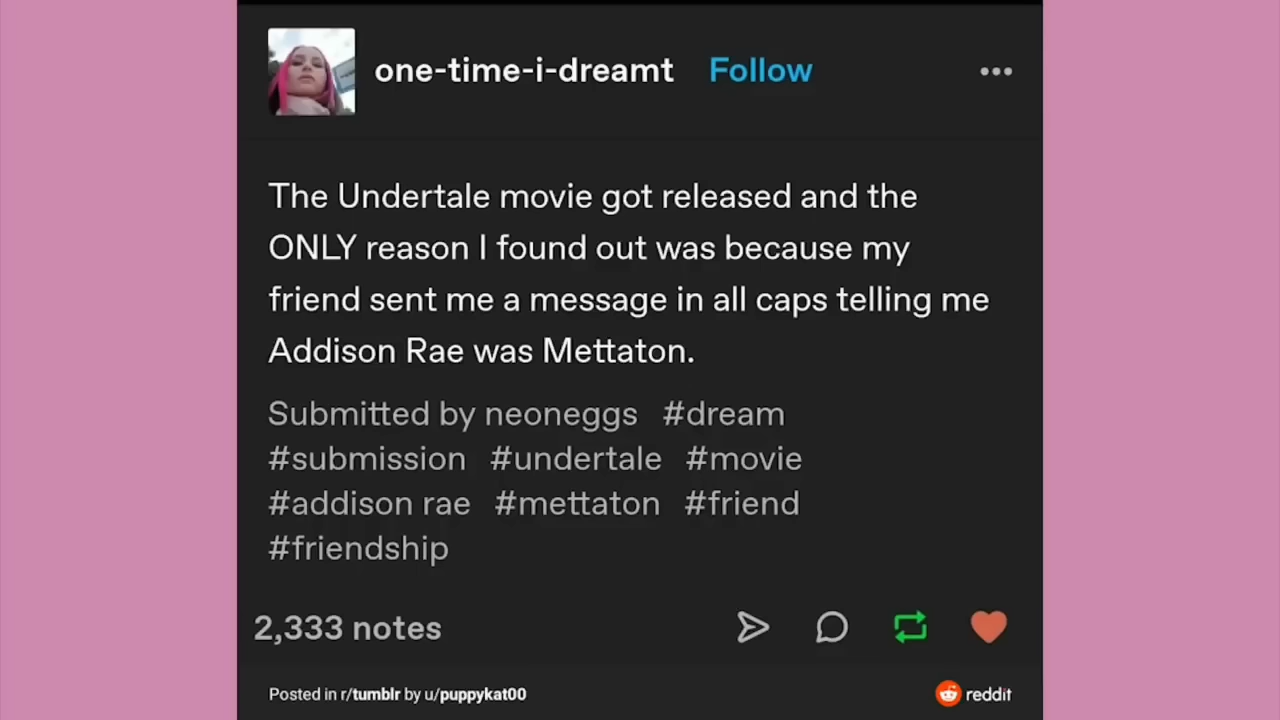 one-time-i-dreamt Follow
The Undertale movie got released and the
ONLY reason I found out was because my
friend sent me a message in all caps telling me
Addison Rae was Mettaton.
Submitted by neoneggs #dream
#submission #undertale #movie
#addison rae #mettaton #friend
#friendship
2,333 notes
Posted in r/tumblr by u/puppykat00 reddit